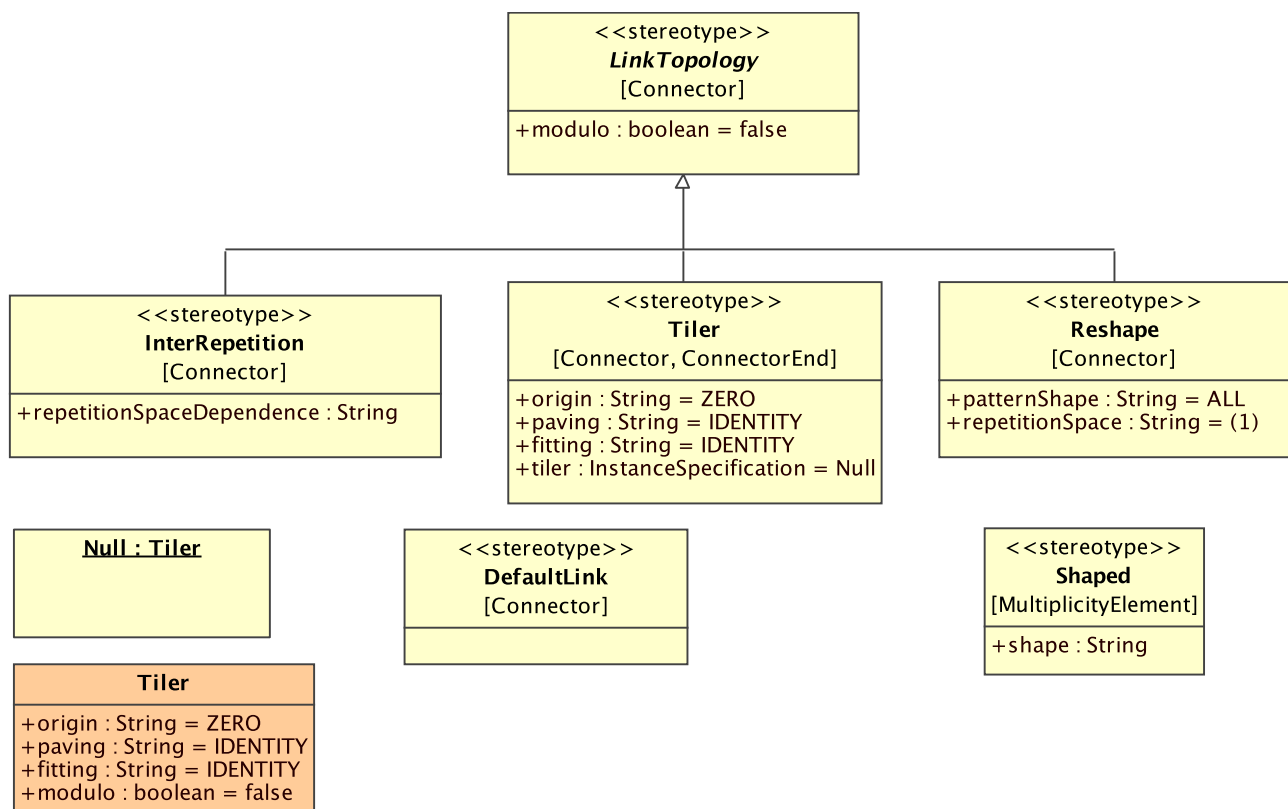 <<stereotype>>
LinkTopology
[Connector]
+modulo : boolean = false
<<stereotype>>
InterRepetition
[Connector]
+repetitionSpaceDependence : String
<<stereotype>>
Tiler
[Connector, ConnectorEnd]
+origin : String = ZERO
+paving : String = IDENTITY
+fitting : String = IDENTITY
+tiler : InstanceSpecification = Null
<<stereotype>>
Reshape
[Connector]
+patternShape : String = ALL
+repetitionSpace : String = (1)
Null : Tiler
<<stereotype>>
DefaultLink
[Connector]
<<stereotype>>
Shaped
[MultiplicityElement]
+shape : String
Tiler
+origin : String = ZERO
+paving : String = IDENTITY
+fitting : String = IDENTITY
+modulo : boolean = false